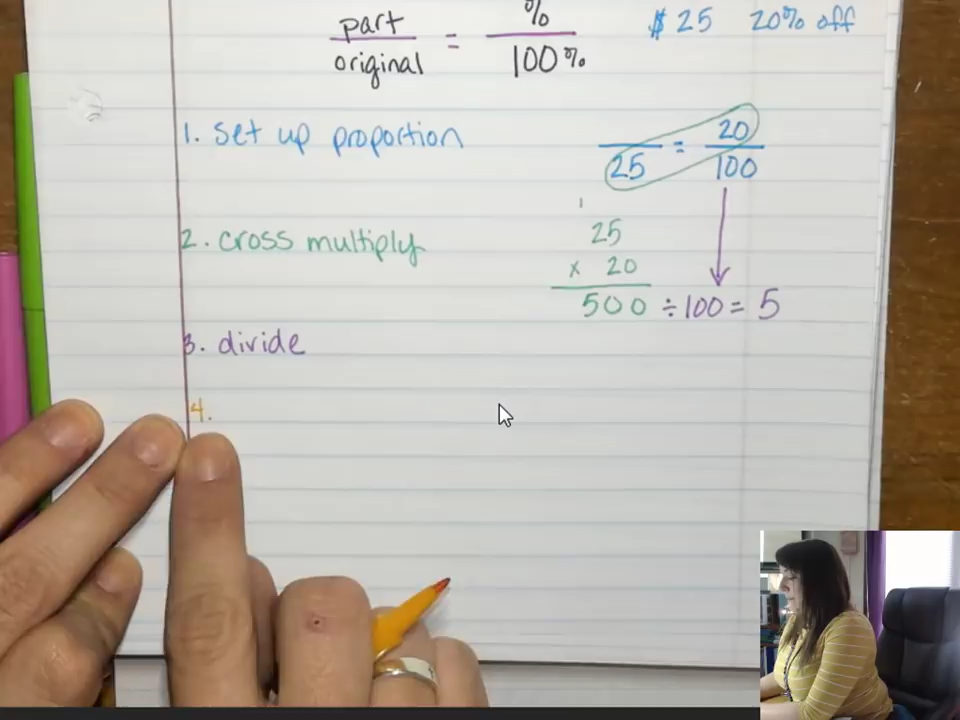 part = %
original 100%
$25 20% off
1. set up proportion
25 = 20
100
2. cross multiply
1
25
x 20
500 ÷ 100 = 5
3. divide
4.